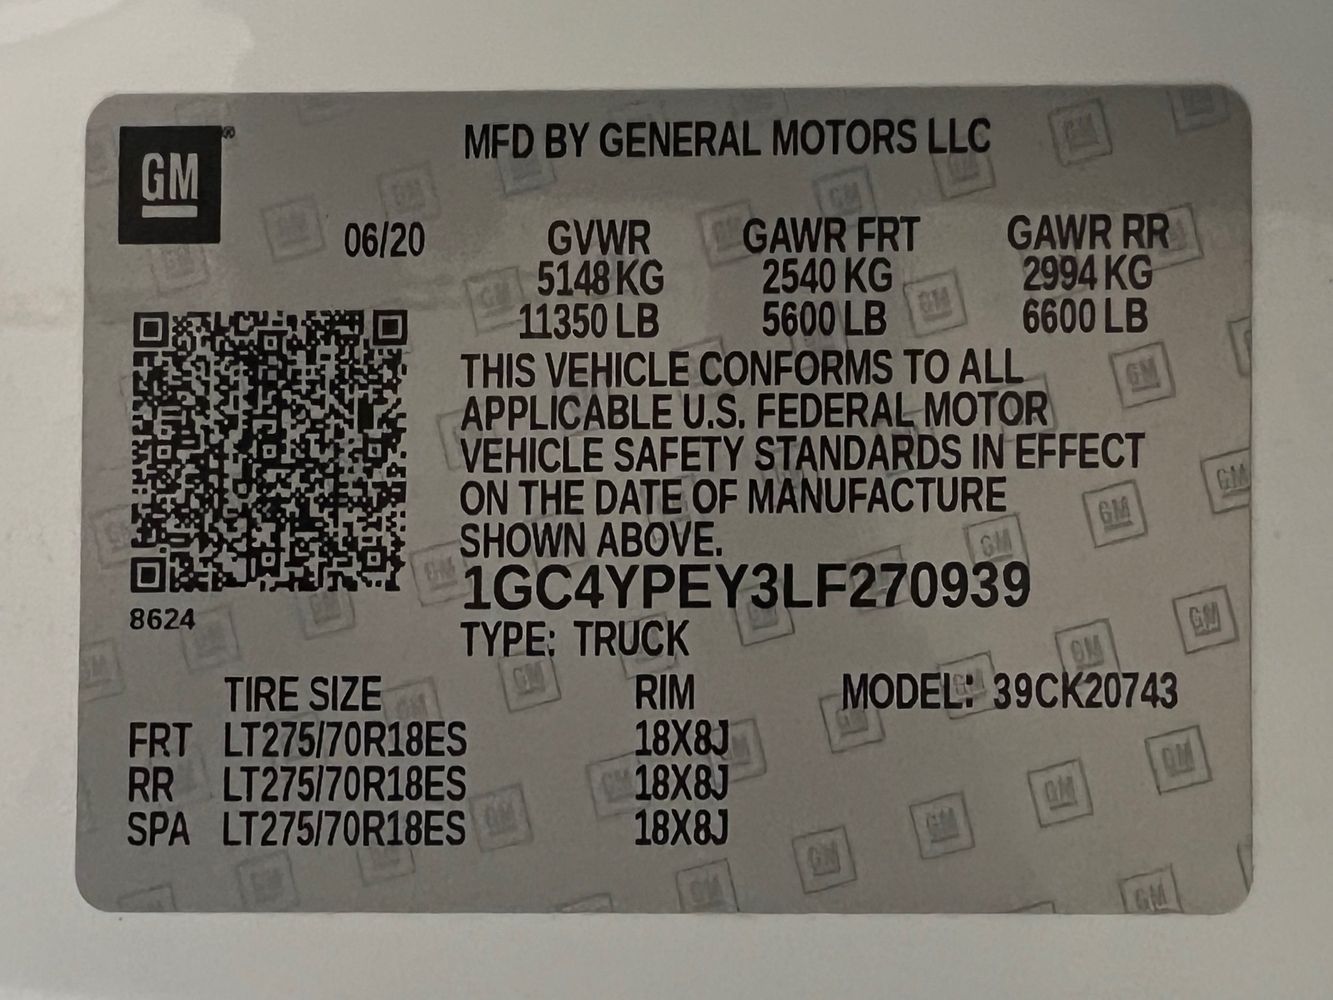 GM ®
MFD BY GENERAL MOTORS LLC
06/20 GVWR GAWR FRT GAWR RR
5148 KG 2540 KG 2994 KG
11350 LB 5600 LB 6600 LB
THIS VEHICLE CONFORMS TO ALL
APPLICABLE U.S. FEDERAL MOTOR
VEHICLE SAFETY STANDARDS IN EFFECT
ON THE DATE OF MANUFACTURE
SHOWN ABOVE.
1GC4YPEY3LF270939
8624
TYPE: TRUCK
TIRE SIZE RIM MODEL: 39CK20743
FRT LT275/70R18ES 18X8J
RR LT275/70R18ES 18X8J
SPA LT275/70R18ES 18X8J